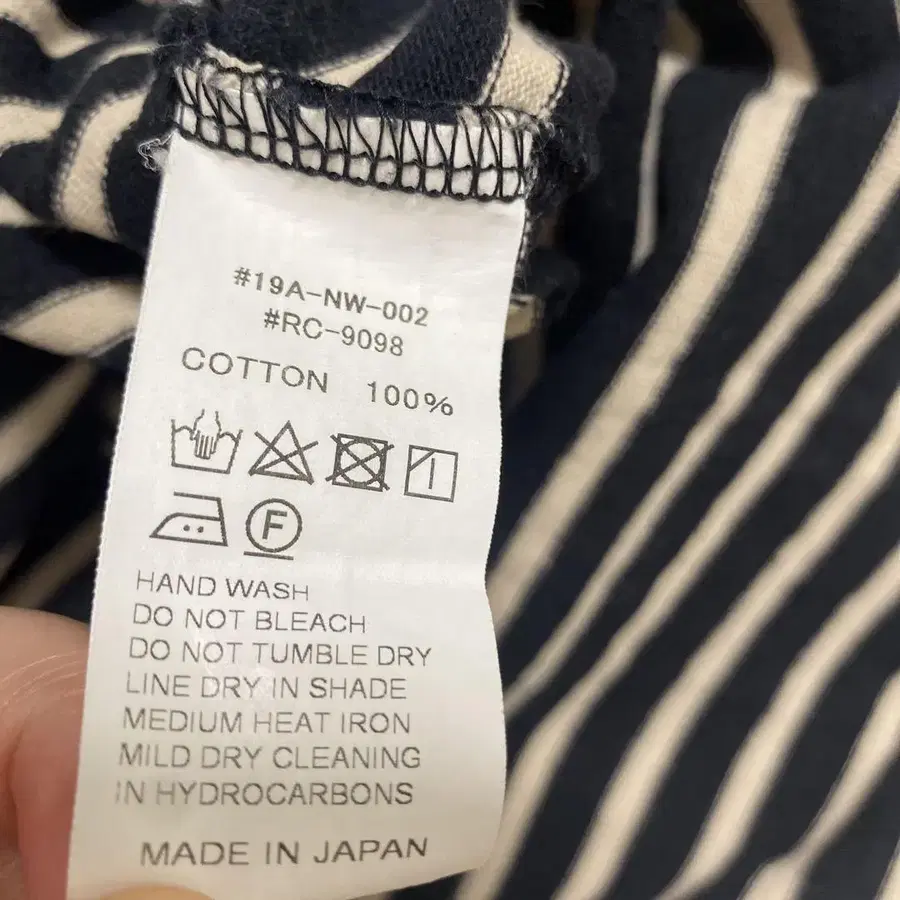 #19A-NW-002
#RC-9098
COTTON 100%
F
HAND WASH
DO NOT BLEACH
DO NOT TUMBLE DRY
LINE DRY IN SHADE
MEDIUM HEAT IRON
MILD DRY CLEANING
IN HYDROCARBONS
MADE IN JAPAN